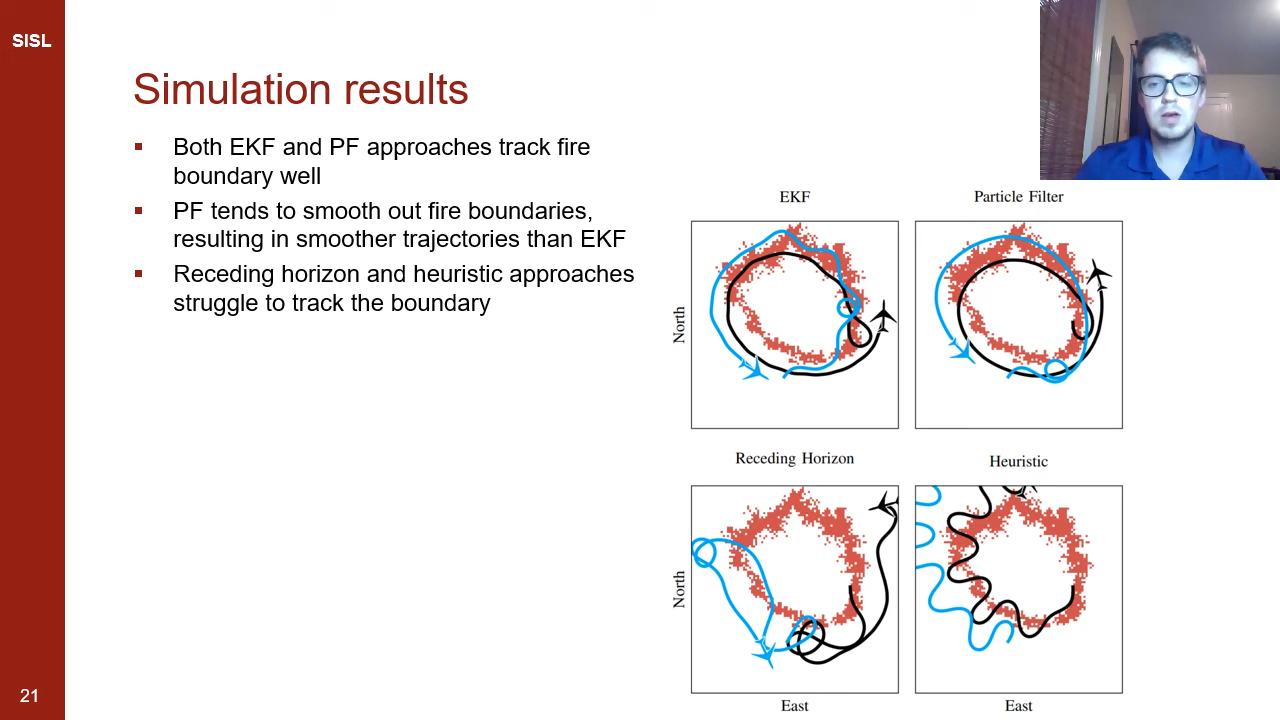 SISL
Simulation results
▪ Both EKF and PF approaches track fire
boundary well
▪ PF tends to smooth out fire boundaries,
resulting in smoother trajectories than EKF
▪ Receding horizon and heuristic approaches
struggle to track the boundary
EKF
Particle Filter
North
Receding Horizon
Heuristic
North
East
East
21